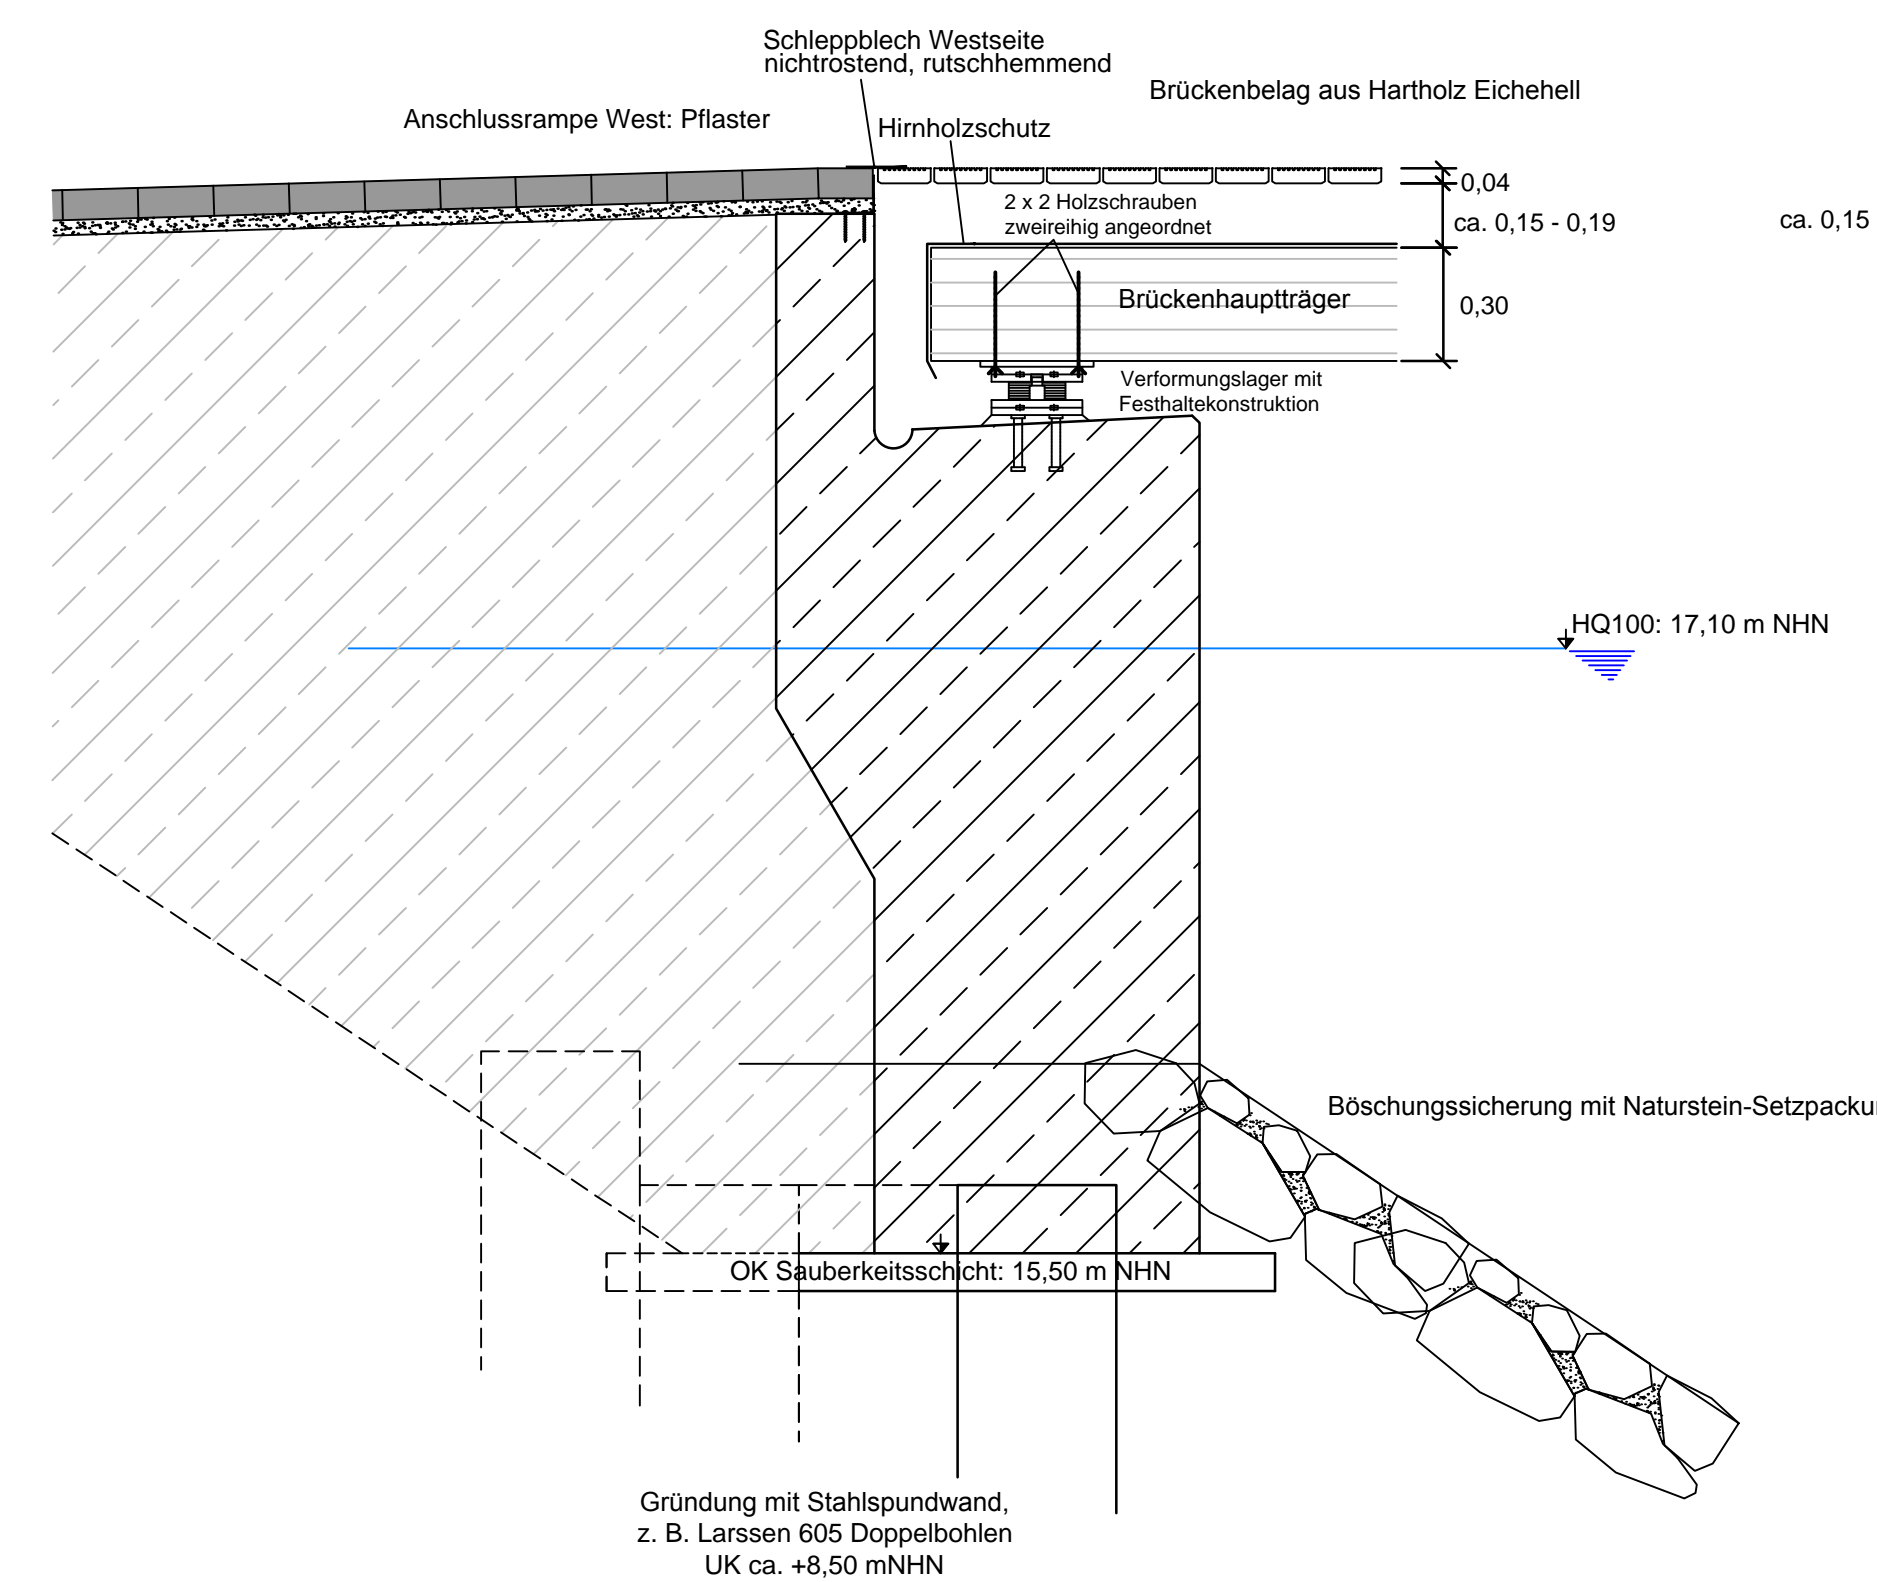 Schleppblech Westseite
nichtrostend, rutschhemmend
Brückenbelag aus Hartholz Eichehell
Anschlussrampe West: Pflaster
Hirnholzschutz
0,04
2 x 2 Holzschrauben
zweireihig angeordnet
ca. 0,15 - 0,19
ca. 0,15
Brückenhauptträger
0,30
Verformungslager mit
Festhaltekonstruktion
HQ100: 17,10 m NHN
Böschungssicherung mit Naturstein-Setzpacku
OK Sauberkeitsschicht: 15,50 m NHN
Gründung mit Stahlspundwand,
z. B. Larssen 605 Doppelbohlen
UK ca. +8,50 mNHN